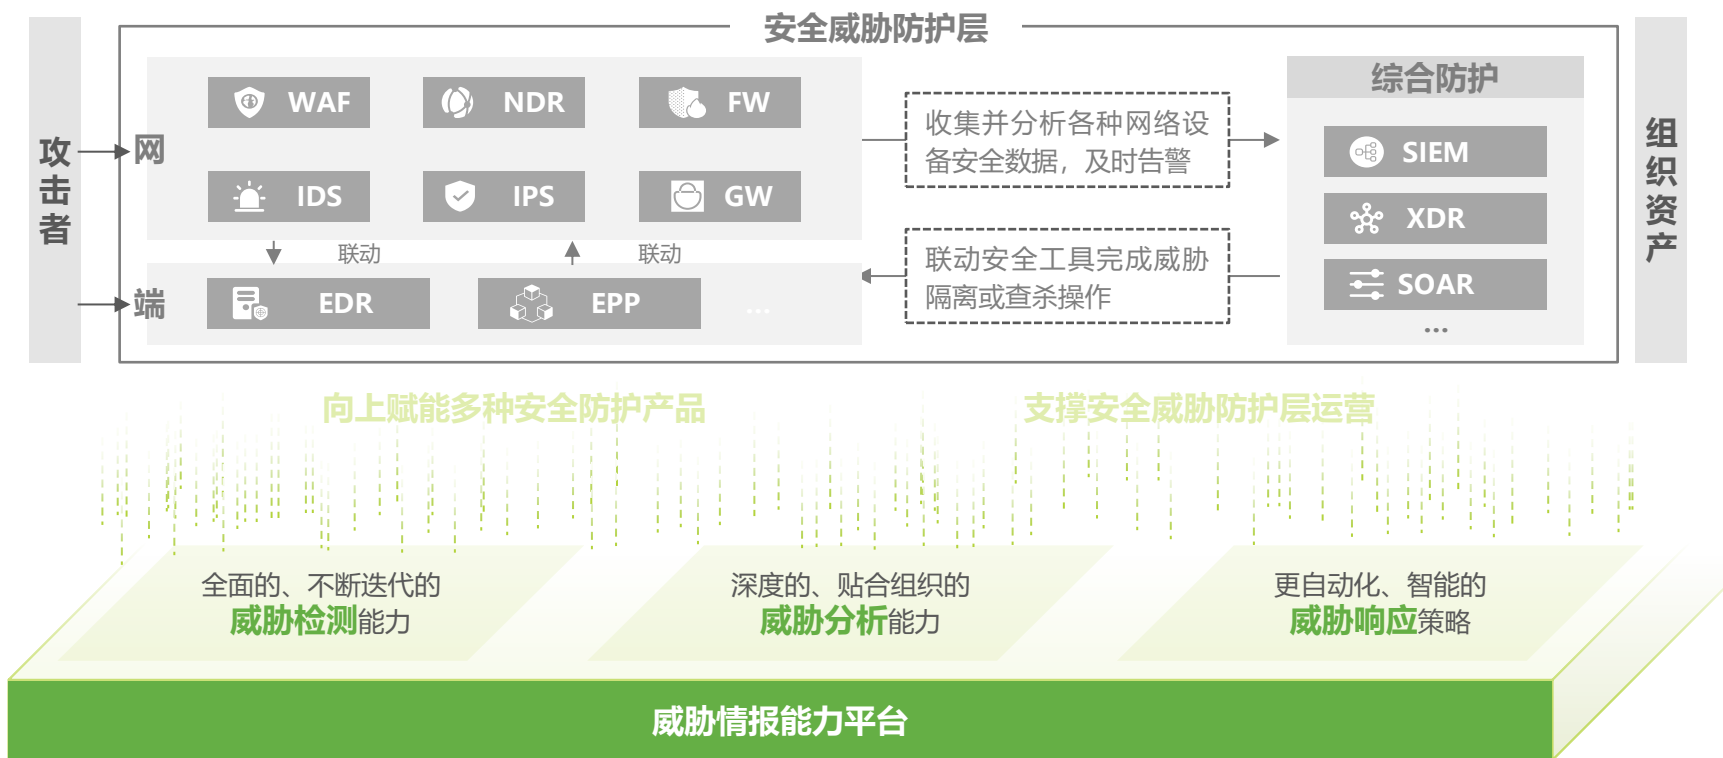 安全威胁防护层
攻击者
网
WAF
NDR
FW
IDS
IPS
GW
联动
联动
端
EDR
EPP
...
收集并分析各种网络设
备安全数据，及时告警
联动安全工具完成威胁
隔离或查杀操作
综合防护
SIEM
XDR
SOAR
...
组织资产
向上赋能多种安全防护产品
支撑安全威胁防护层运营
全面的、不断迭代的
威胁检测能力
深度的、贴合组织的
威胁分析能力
更自动化、智能的
威胁响应策略
威胁情报能力平台